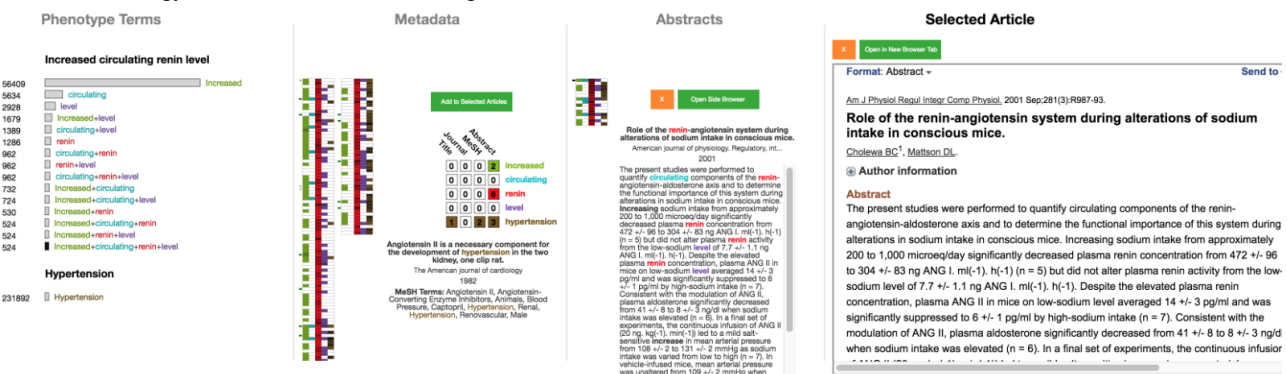 Phenotype Terms
Increased circulating renin level
56409 Increased
5634 circulating
2928 level
1679 Increased+level
1389 circulating+level
1286 renin
962 circulating+renin
962 renin+level
962 circulating+renin+level
732 Increased+circulating
724 Increased+circulating+level
530 Increased+renin
524 Increased+circulating+renin
524 Increased+renin+level
524 Increased+circulating+renin+level
Hypertension
231892 Hypertension
Metadata
Add to Selected Articles
Title Journal MeSH Abstract
0 0 0 2 increased
0 0 0 0 circulating
0 0 0 6 renin
0 0 0 0 level
1 0 2 3 hypertension
Angiotensin II is a necessary component for
the development of hypertension in the two
kidney, one clip rat.
The American journal of cardiology
1982
MeSH Terms: Angiotensin II, Angiotensin-
Converting Enzyme Inhibitors, Animals, Blood
Pressure, Captopril, Hypertension, Renal,
Hypertension, Renovascular, Male
Abstracts
X Open Side Browser
Role of the renin-angiotensin system during
alterations of sodium intake in conscious mice.
American journal of physiology. Regulatory, int...
2001
The present studies were performed to
quantify circulating components of the renin-
angiotensin-aldosterone axis and to determine
the functional importance of this system during
alterations in sodium intake in conscious mice.
Increasing sodium intake from approximately
200 to 1,000 microeq/day significantly
decreased plasma renin concentration from
472 +/- 96 to 304 +/- 83 ng ANG I. ml(-1). h(-1)
(n = 5) but did not alter plasma renin activity
from the low-sodium level of 7.7 +/- 1.1 ng
ANG I. ml(-1). h(-1). Despite the elevated
plasma renin concentration, plasma ANG II in
mice on low-sodium level averaged 14 +/- 3
pg/ml and was significantly suppressed to 6
+/- 1 pg/ml by high-sodium intake (n = 7).
Consistent with the modulation of ANG II,
plasma aldosterone significantly decreased
from 41 +/- 8 to 8 +/- 3 ng/dl when sodium
intake was elevated (n = 6). In a final set of
experiments, the continuous infusion of ANG II
(20 ng. kg(-1). min(-1)) led to a mild salt-
sensitive increase in mean arterial pressure
from 108 +/- 2 to 131 +/- 2 mmHg as sodium
intake was varied from low to high (n = 7). In
vehicle-infused mice, mean arterial pressure
was unaltered from 109 +/- 2 mmHg when
Selected Article
X Open in New Browser Tab
Format: Abstract Send to
Am J Physiol Regul Integr Comp Physiol. 2001 Sep;281(3):R987-93.
Role of the renin-angiotensin system during alterations of sodium
intake in conscious mice.
Cholewa BC1, Mattson DL.
Author information
Abstract
The present studies were performed to quantify circulating components of the renin-
angiotensin-aldosterone axis and to determine the functional importance of this system during
alterations in sodium intake in conscious mice. Increasing sodium intake from approximately
200 to 1,000 microeq/day significantly decreased plasma renin concentration from 472 +/- 96
to 304 +/- 83 ng ANG I. ml(-1). h(-1) (n = 5) but did not alter plasma renin activity from the low-
sodium level of 7.7 +/- 1.1 ng ANG I. ml(-1). h(-1). Despite the elevated plasma renin
concentration, plasma ANG II in mice on low-sodium level averaged 14 +/- 3 pg/ml and was
significantly suppressed to 6 +/- 1 pg/ml by high-sodium intake (n = 7). Consistent with the
modulation of ANG II, plasma aldosterone significantly decreased from 41 +/- 8 to 8 +/- 3 ng/dl
when sodium intake was elevated (n = 6). In a final set of experiments, the continuous infusion